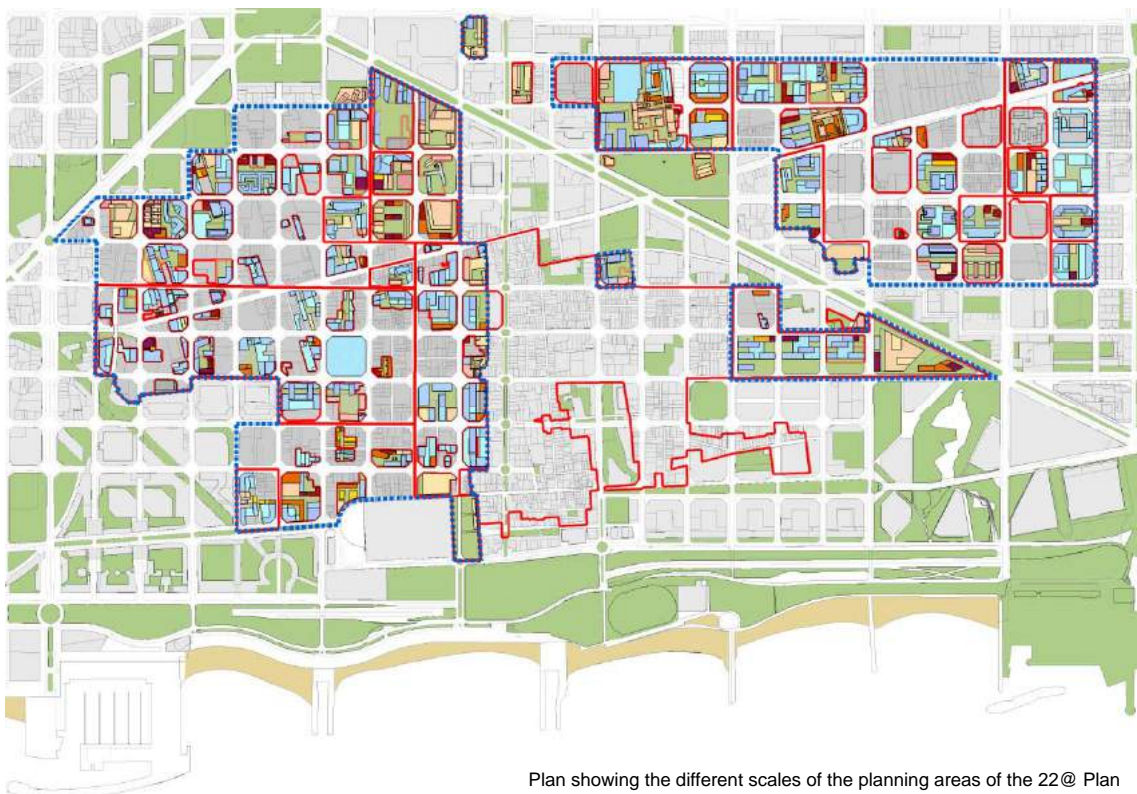 Plan showing the different scales of the planning areas of the 22@ Plan